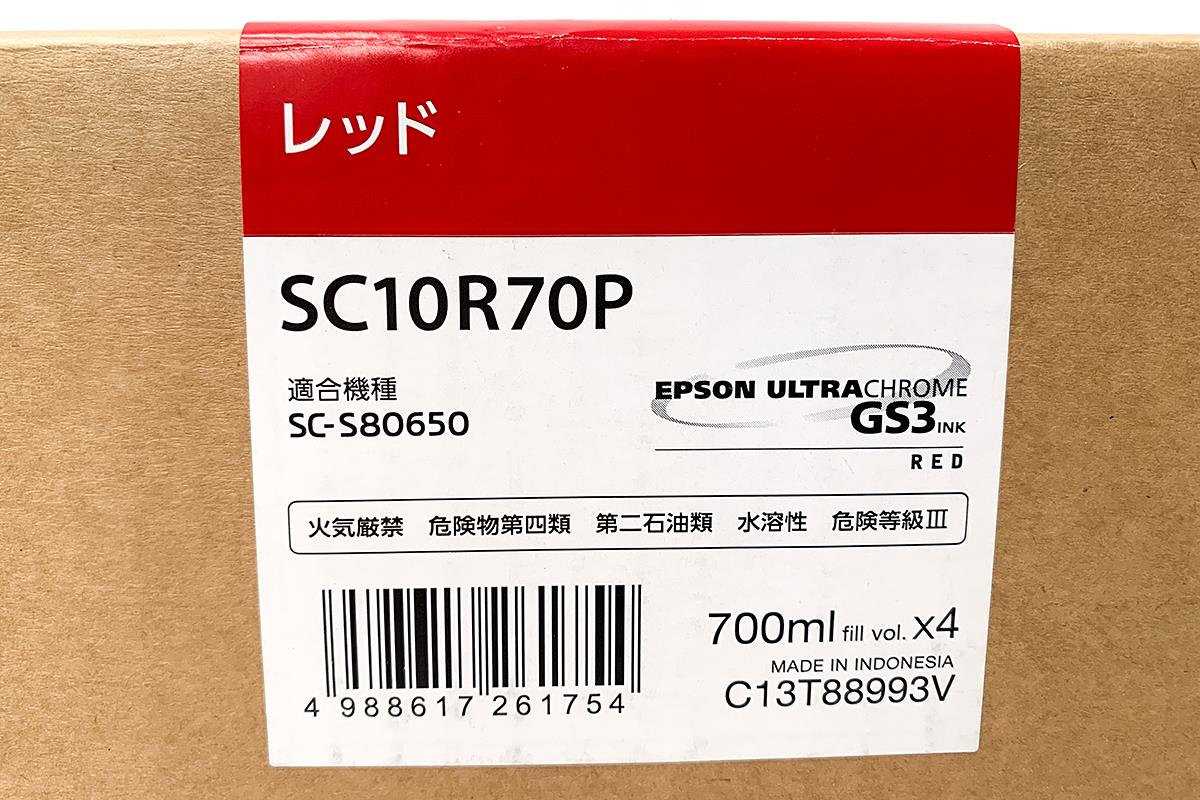 レッド
SC10R70P
適合機種
SC-S80650
EPSON ULTRACHROME
GS3 INK
RED
火気厳禁 危険物第四類 第二石油類 水溶性 危険等級Ⅲ
4 988617 261754
700ml fill vol. x4
MADE IN INDONESIA
C13T88993V